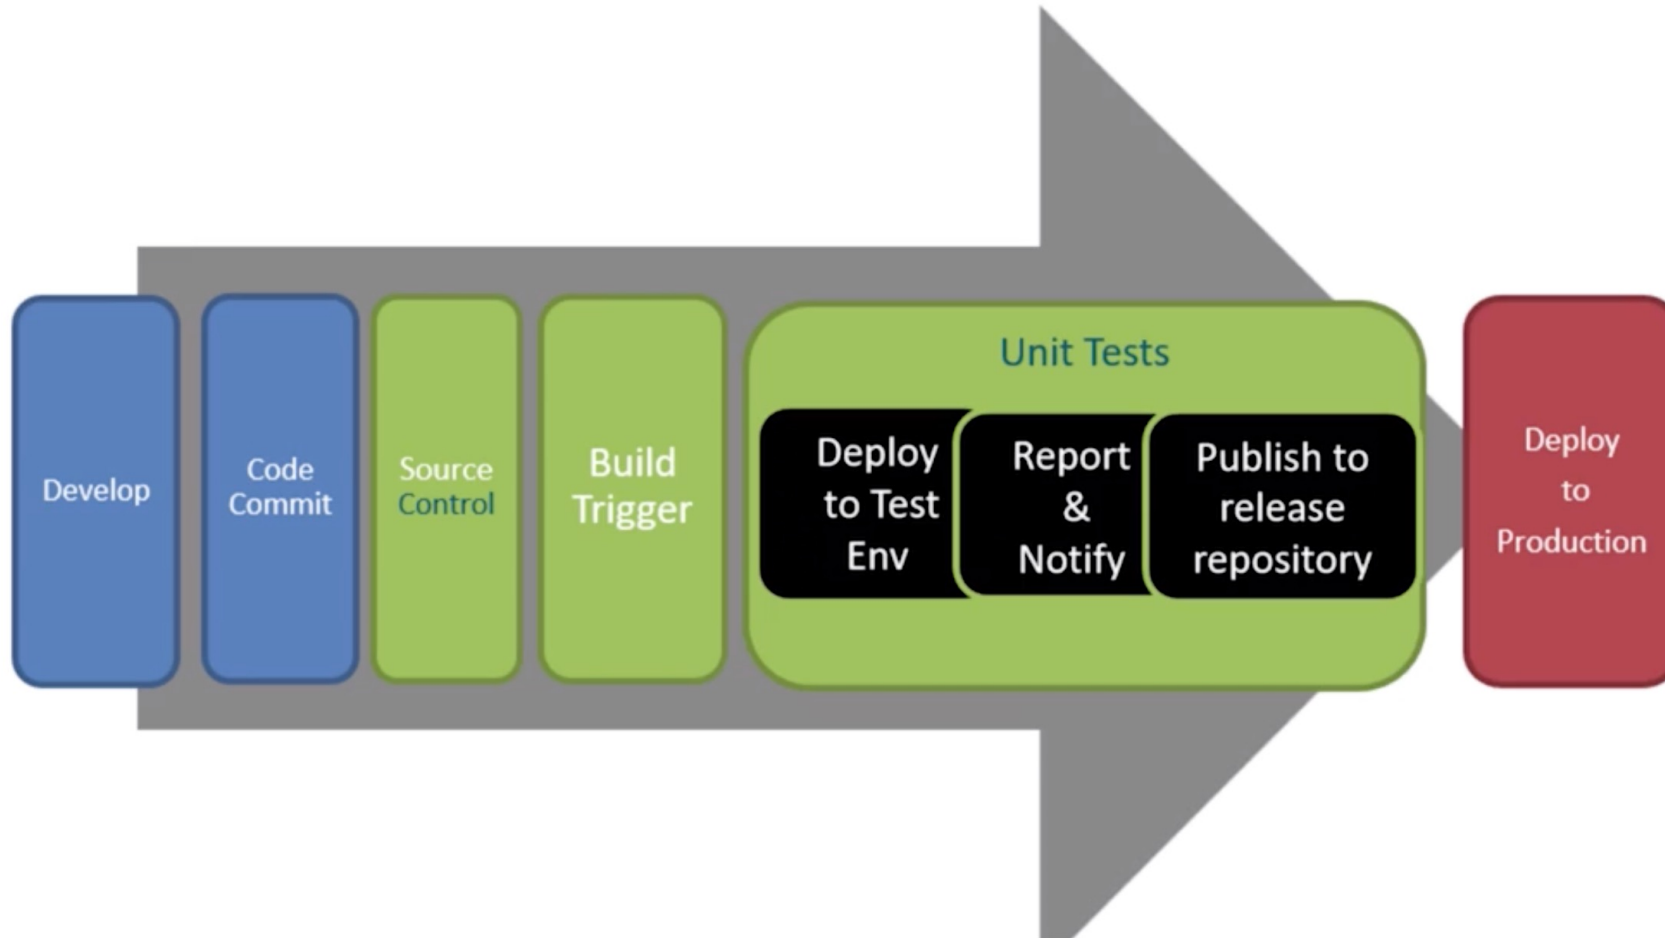 Develop
Code
Commit
Source
Control
Build
Trigger
Unit Tests
Deploy
to Test
Env
Report
&
Notify
Publish to
release
repository
Deploy
to
Production